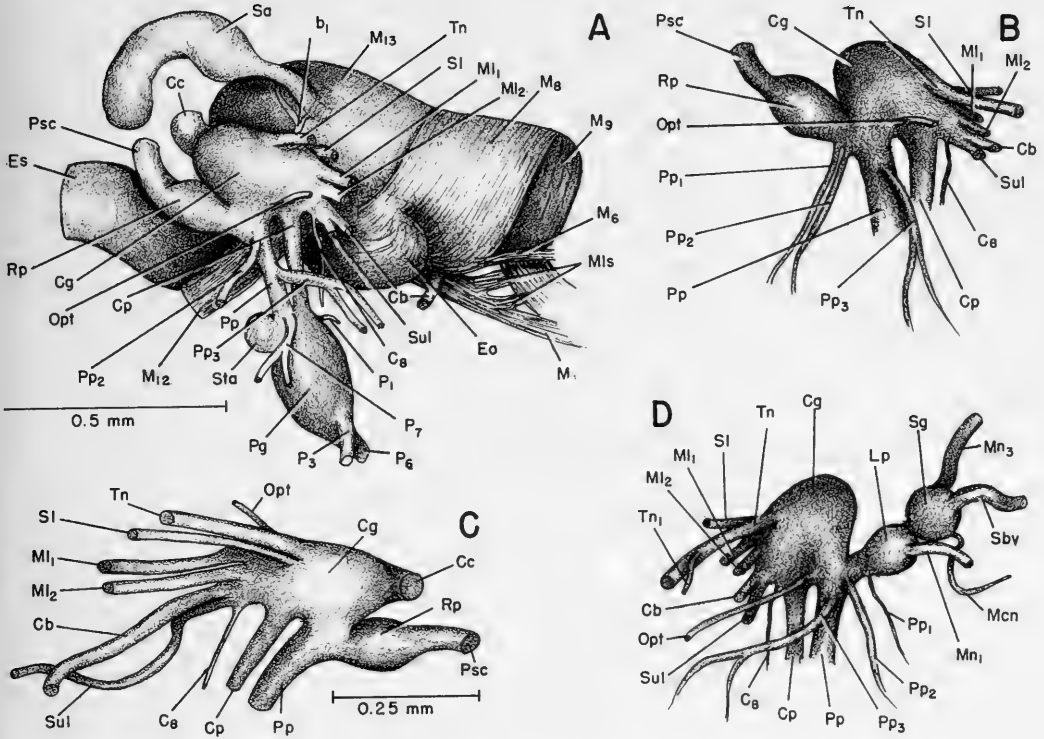 A
Sa
b1
M13
Tn
Sl
Ml1
Ml2
M8
M9
Cc
Psc
Es
M6
Mls
Rp
Cg
Opt
Cp
Pp2
M12
Pp
Pp3
Sta
Pg
P3
P6
P7
P1
C8
Sul
Cb
Ea
M
0.5 mm
B
Psc
Cg
Tn
Sl
Ml1
Ml2
Rp
Opt
Cb
Sul
Pp1
Pp2
C8
Pp
Pp3
Cp
C
Opt
Tn
Sl
Cg
Ml1
Cc
Ml2
Rp
Cb
Psc
Sul
C8
Cp
Pp
0.25 mm
D
Cg
Tn
Sg
Sl
Lp
Mn3
Ml1
Ml2
Tn1
Sbv
Cb
Mcn
Opt
Pp1
Mn1
Sul
Pp2
C8
Cp
Pp
Pp3